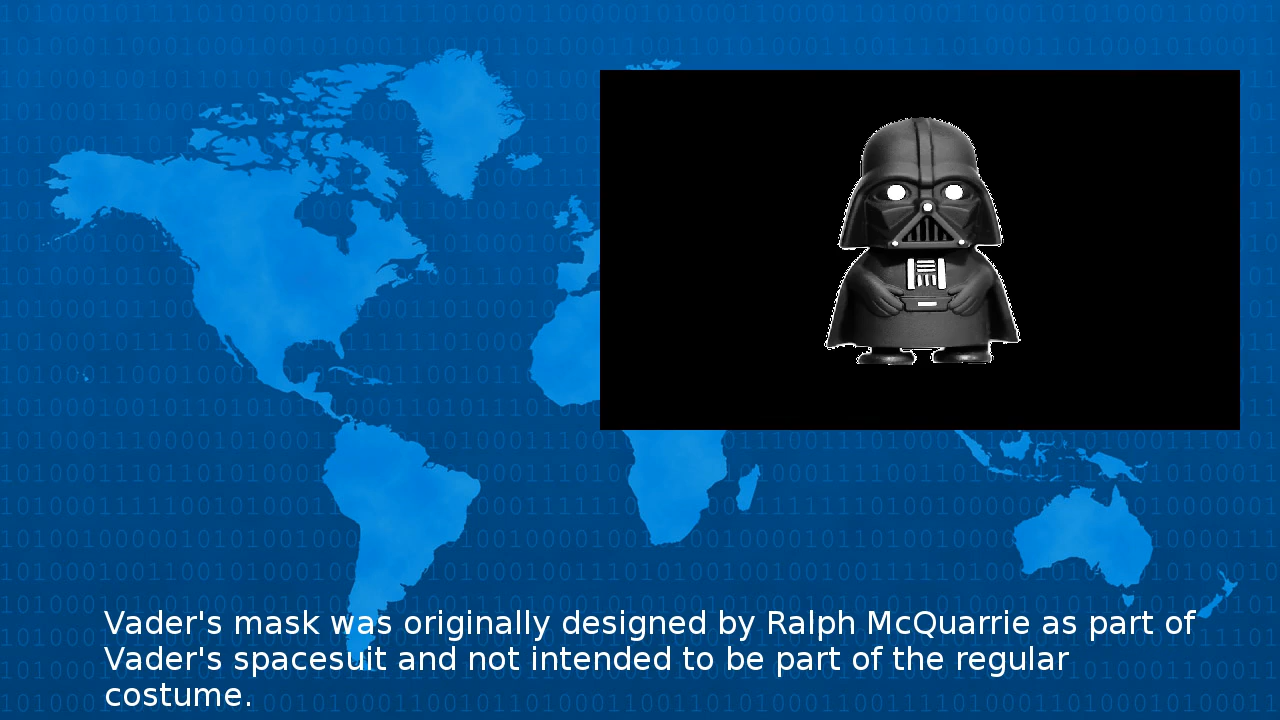 Vader's mask was originally designed by Ralph McQuarrie as part of
Vader's spacesuit and not intended to be part of the regular
costume.